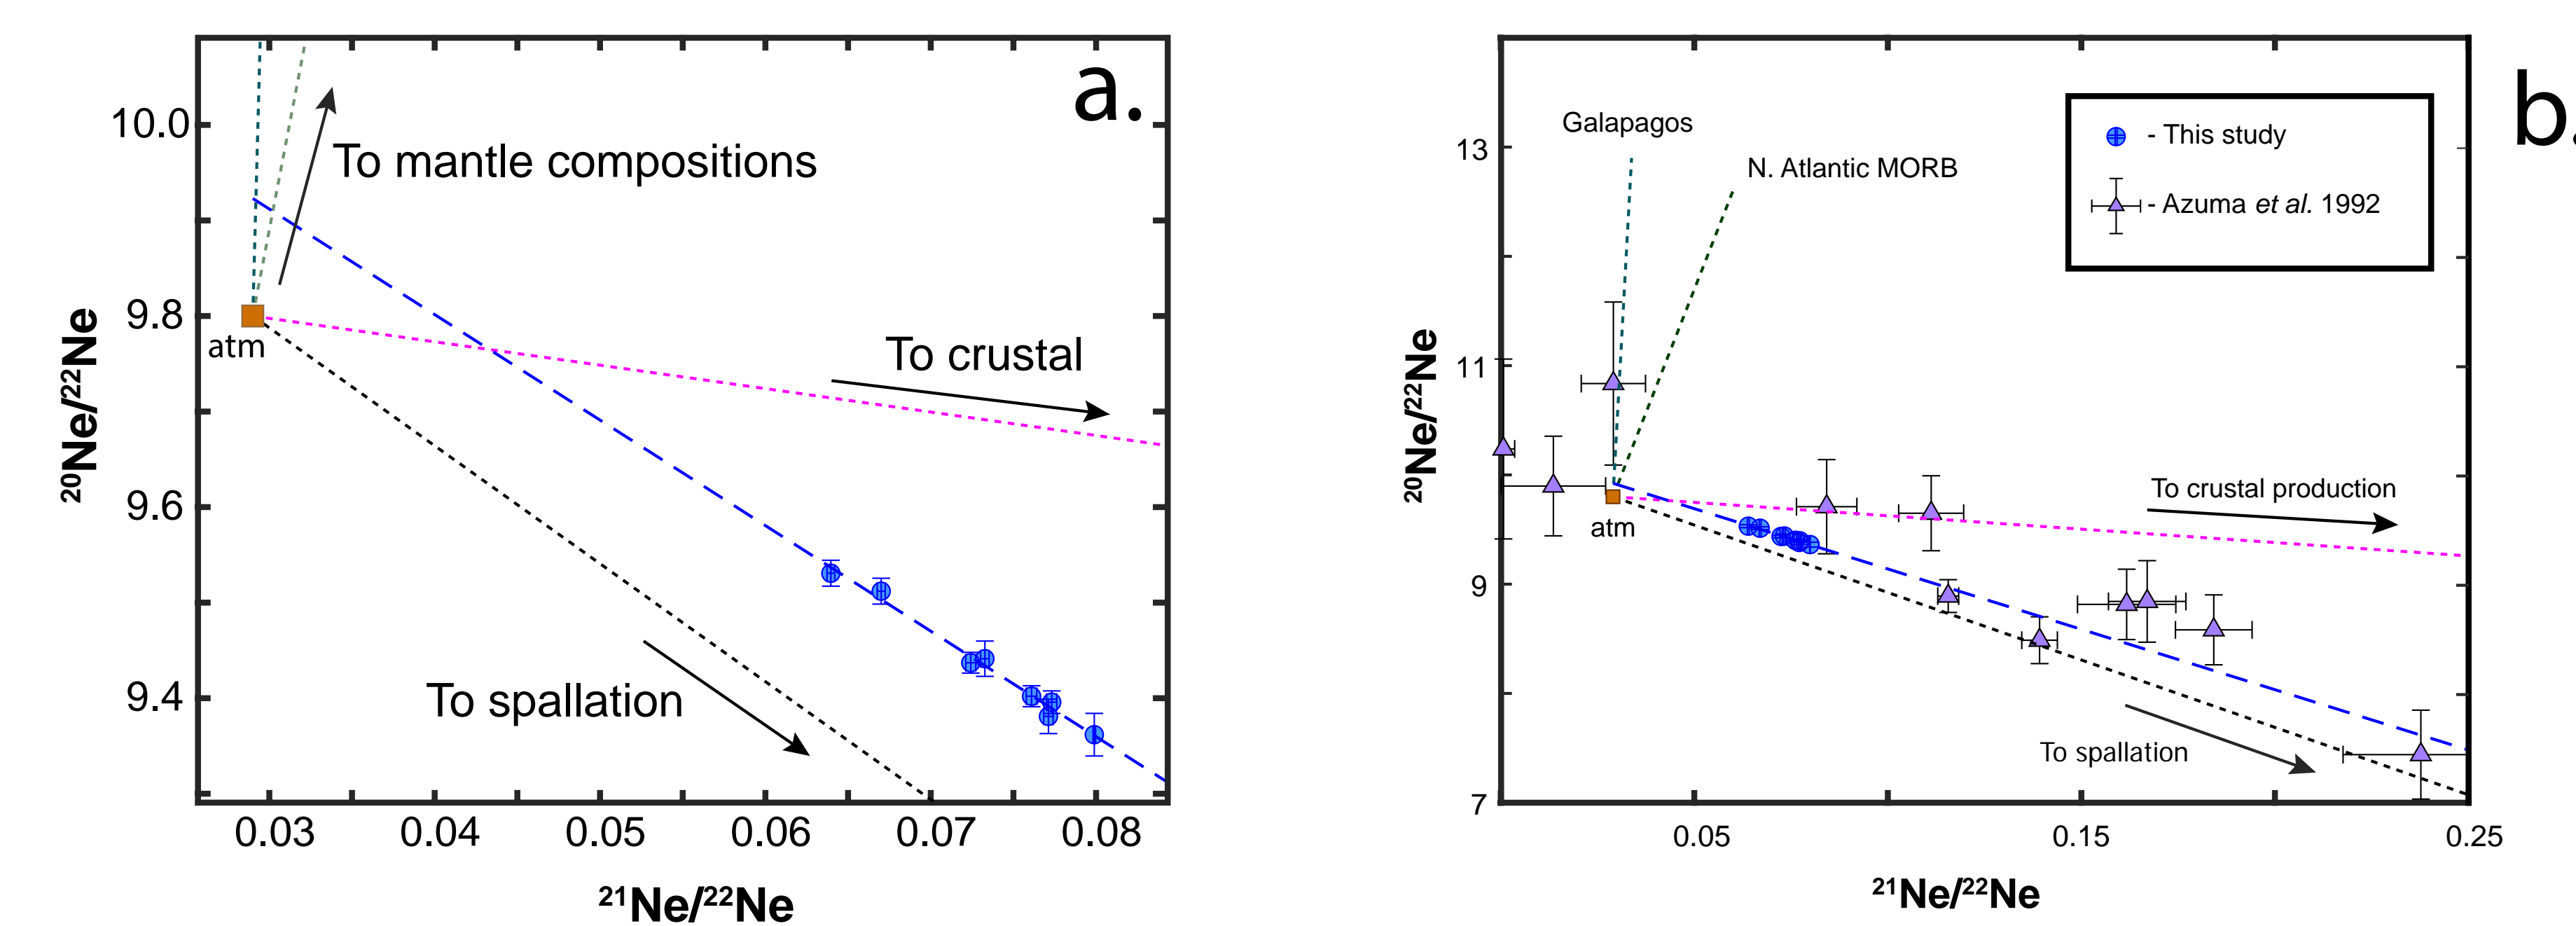 a.
10.0
9.8
9.6
9.4
20Ne/22Ne
To mantle compositions
atm
To crustal
To spallation
0.03 0.04 0.05 0.06 0.07 0.08
21Ne/22Ne
b.
13
11
9
7
20Ne/22Ne
Galapagos
N. Atlantic MORB
- This study
- Azuma et al. 1992
atm
To crustal production
To spallation
0.05 0.15 0.25
21Ne/22Ne